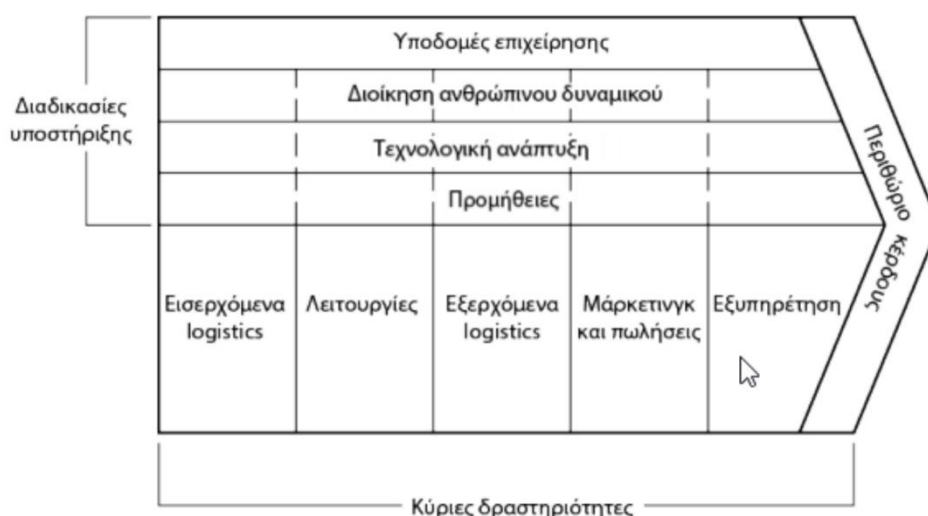 Υποδομές επιχείρησης
Διοίκηση ανθρώπινου δυναμικού
Διαδικασίες
υποστήριξης
Τεχνολογική ανάπτυξη
Προμήθειες
Περιθώριο κέρδους
Εισερχόμενα
logistics
Λειτουργίες
Εξερχόμενα
logistics
Μάρκετινγκ
και πωλήσεις
Εξυπηρέτηση
Κύριες δραστηριότητες